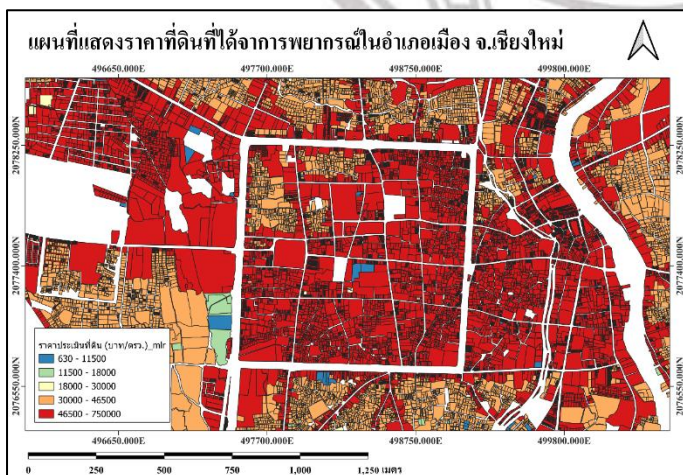 แผนที่แสดงราคาที่ดินที่ได้จากการพยากรณ์ในอำเภอเมือง จ.เชียงใหม่
496650.000E 497700.000E 498750.000E 499800.000E
2078250.000N 2078250.000N
2077400.000N 2077400.000N
2076550.000N 2076550.000N
ราคาประเมินที่ดิน (บาท/ตรว.)_mlr
630 - 11500
11500 - 18000
18000 - 30000
30000 - 46500
46500 - 750000
496650.000E 497700.000E 498750.000E 499800.000E
0 250 500 750 1,000 1,250 เมตร